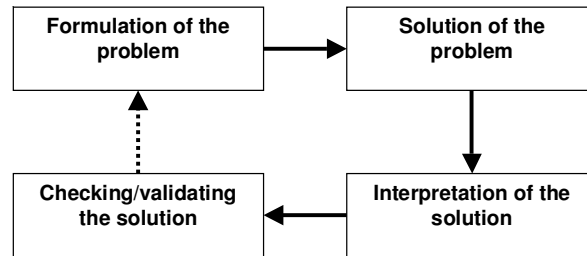 Formulation of the
problem
Solution of the
problem
Checking/validating
the solution
Interpretation of the
solution